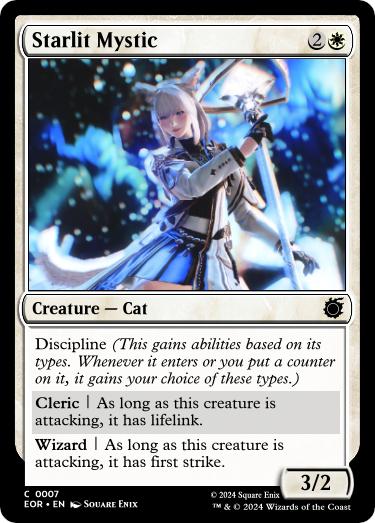 Starlit Mystic 2
Creature — Cat
Discipline (This gains abilities based on its
types. Whenever it enters or you put a counter
on it, it gains your choice of these types.)
Cleric | As long as this creature is
attacking, it has lifelink.
Wizard | As long as this creature is
attacking, it has first strike.
3/2
C 0007
EOR • EN Square Enix
© 2024 Square Enix
™ & © 2024 Wizards of the Coast